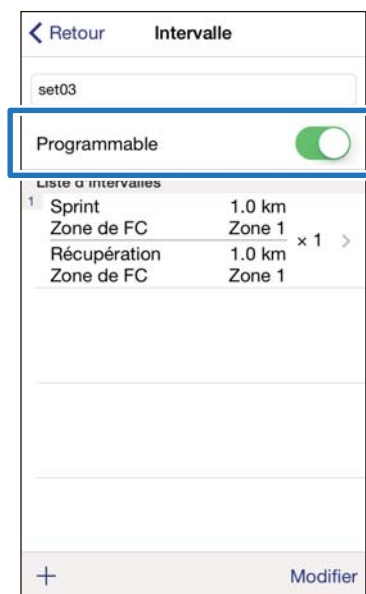 Retour Intervalle
set03
Programmable
Liste d'intervalles
1 Sprint 1.0 km
Zone de FC Zone 1
× 1
Récupération 1.0 km
Zone de FC Zone 1
+ Modifier